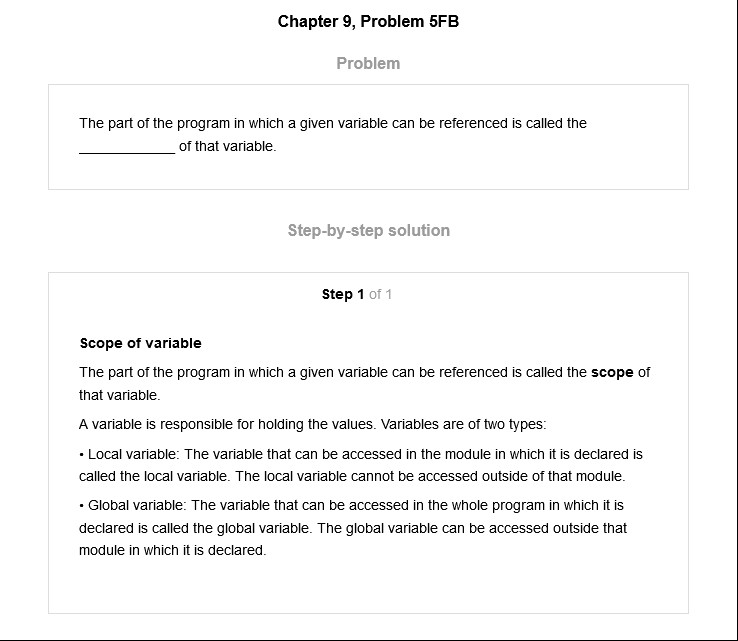 Chapter 9, Problem 5FB
Problem
The part of the program in which a given variable can be referenced is called the
_____________ of that variable.
Step-by-step solution
Step 1 of 1
Scope of variable
The part of the program in which a given variable can be referenced is called the scope of
that variable.
A variable is responsible for holding the values. Variables are of two types:
• Local variable: The variable that can be accessed in the module in which it is declared is
called the local variable. The local variable cannot be accessed outside of that module.
• Global variable: The variable that can be accessed in the whole program in which it is
declared is called the global variable. The global variable can be accessed outside that
module in which it is declared.